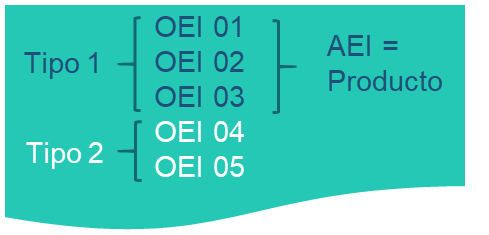 OEI 01
Tipo 1
OEI 02
OEI 03
AEI =
Producto
OEI 04
Tipo 2
OEI 05